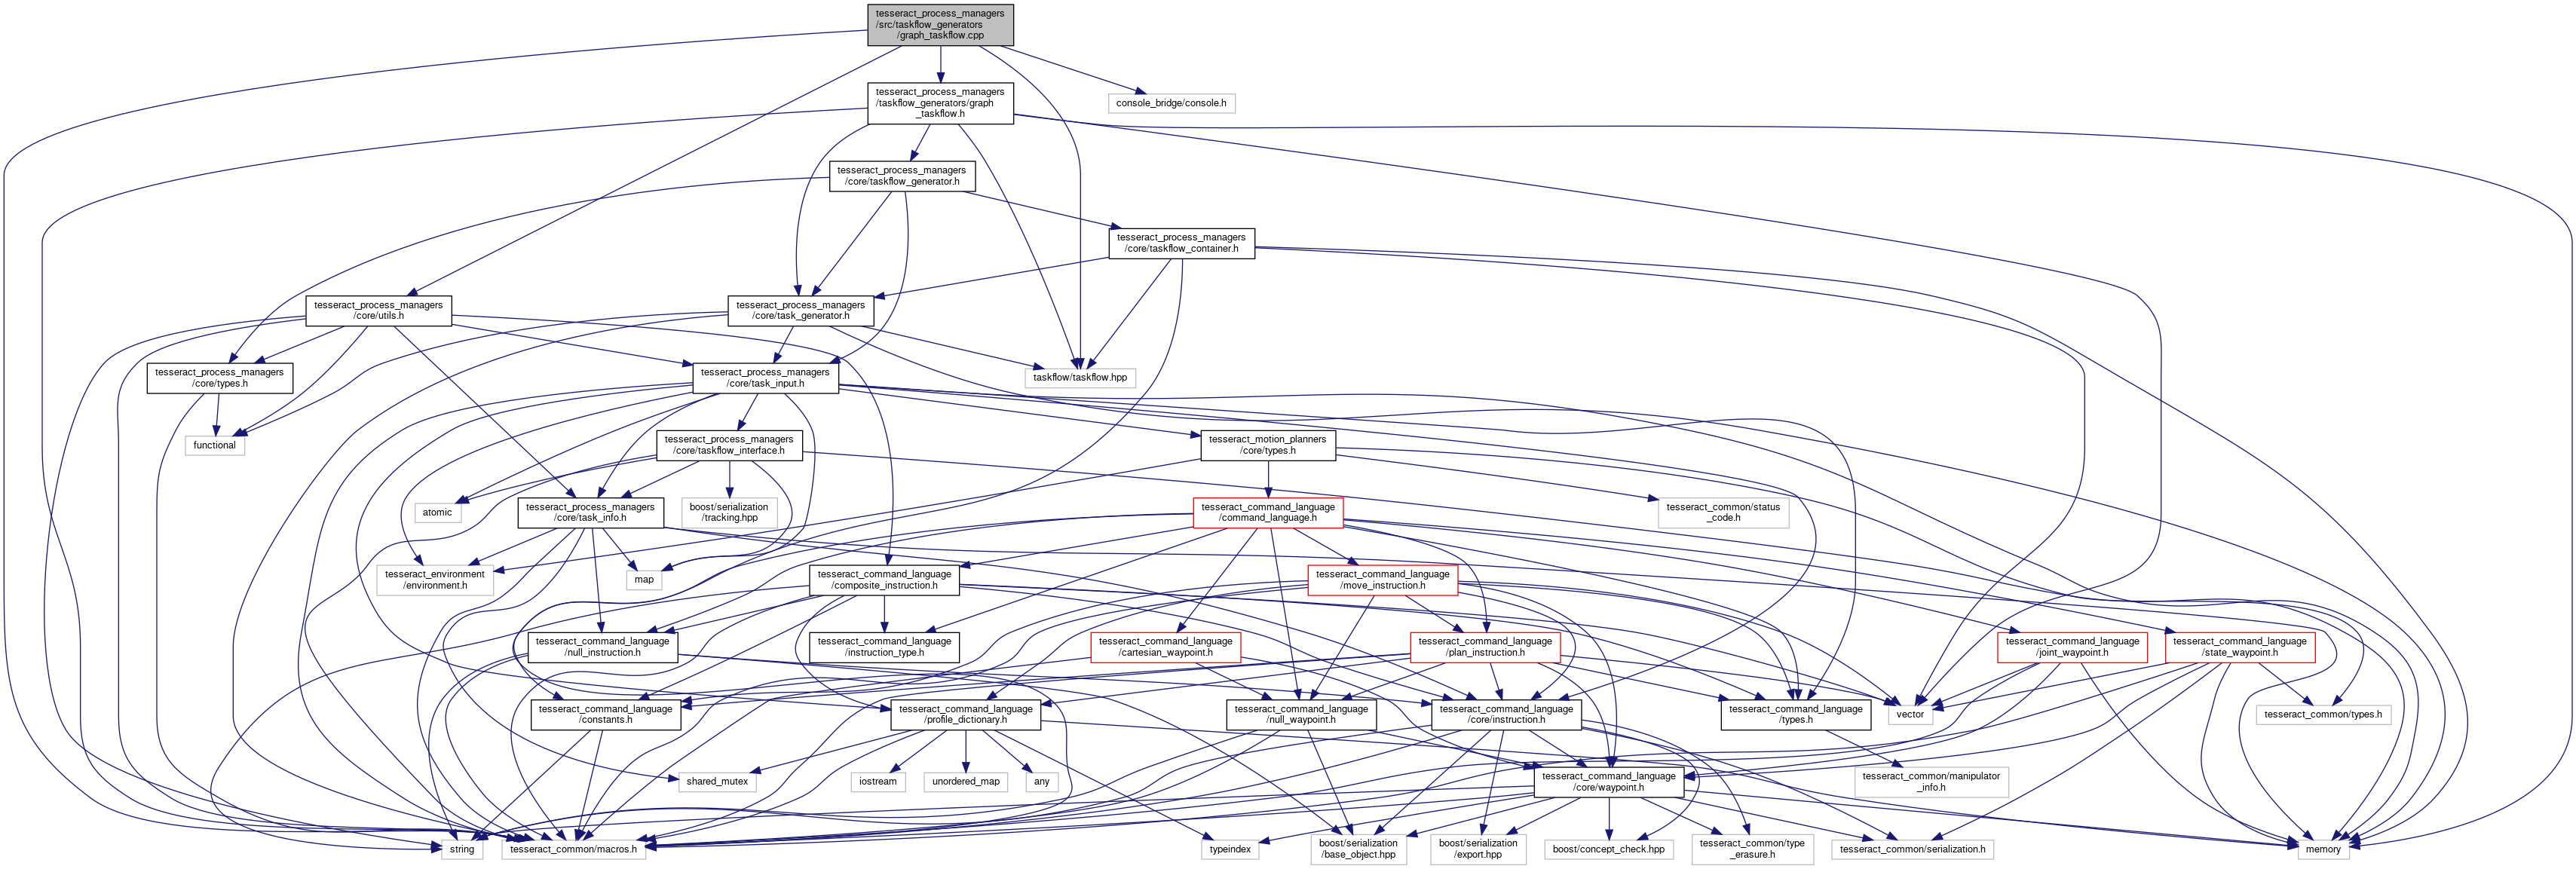 tesseract_process_managers
/src/taskflow_generators
/graph_taskflow.cpp
tesseract_process_managers
/taskflow_generators/graph
_taskflow.h
console_bridge/console.h
tesseract_process_managers
/core/taskflow_generator.h
tesseract_process_managers
/core/taskflow_container.h
tesseract_process_managers
/core/utils.h
tesseract_process_managers
/core/task_generator.h
tesseract_process_managers
/core/types.h
tesseract_process_managers
/core/task_input.h
taskflow/taskflow.hpp
functional
tesseract_process_managers
/core/taskflow_interface.h
tesseract_motion_planners
/core/types.h
atomic
tesseract_process_managers
/core/task_info.h
boost/serialization
/tracking.hpp
tesseract_command_language
/command_language.h
tesseract_common/status
_code.h
tesseract_environment
/environment.h
map
tesseract_command_language
/composite_instruction.h
tesseract_command_language
/move_instruction.h
tesseract_command_language
/null_instruction.h
tesseract_command_language
/instruction_type.h
tesseract_command_language
/cartesian_waypoint.h
tesseract_command_language
/plan_instruction.h
tesseract_command_language
/joint_waypoint.h
tesseract_command_language
/state_waypoint.h
tesseract_command_language
/constants.h
tesseract_command_language
/profile_dictionary.h
tesseract_command_language
/null_waypoint.h
tesseract_command_language
/core/instruction.h
tesseract_command_language
/types.h
vector
tesseract_common/types.h
shared_mutex
iostream
unordered_map
any
tesseract_command_language
/core/waypoint.h
tesseract_common/manipulator
_info.h
string
tesseract_common/macros.h
typeindex
boost/serialization
/base_object.hpp
boost/serialization
/export.hpp
boost/concept_check.hpp
tesseract_common/type
_erasure.h
tesseract_common/serialization.h
memory